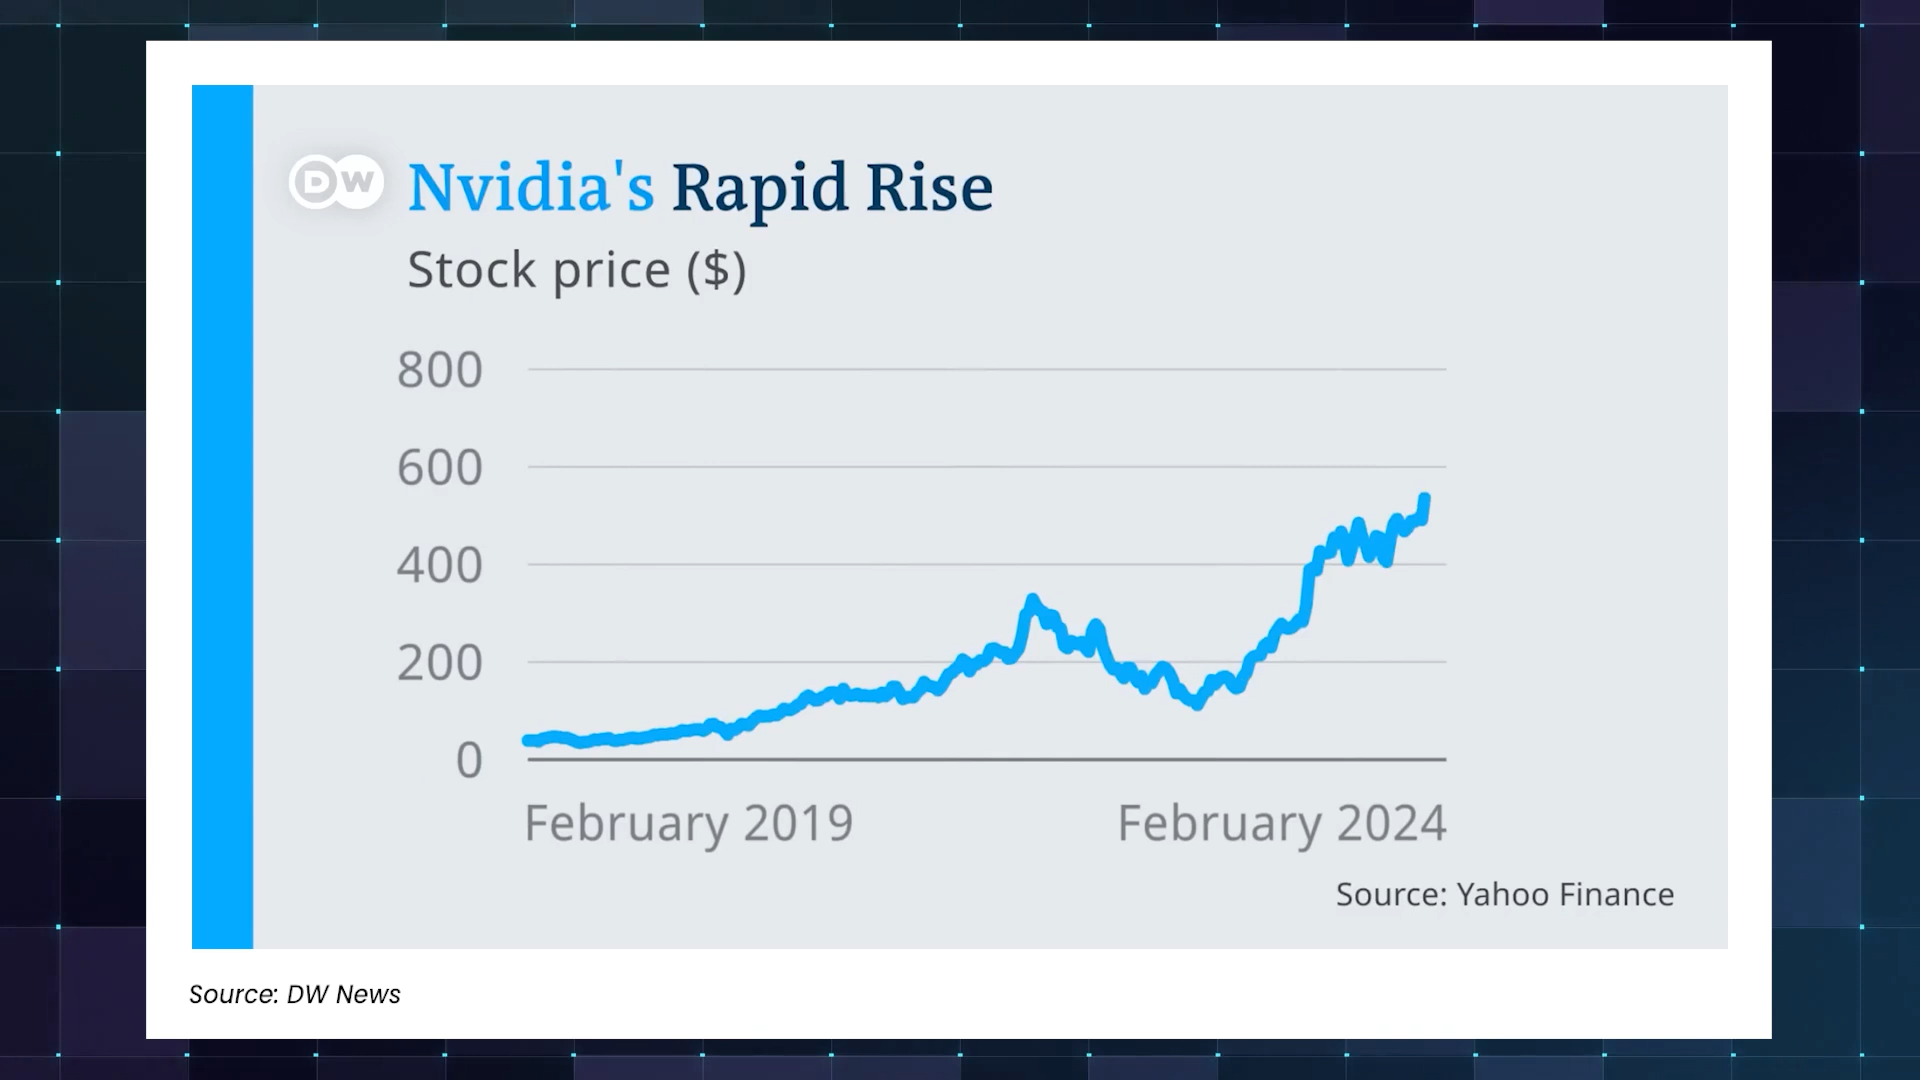 DW
Nvidia's Rapid Rise
Stock price ($)
800
600
400
200
0
February 2019 February 2024
Source: Yahoo Finance
Source: DW News